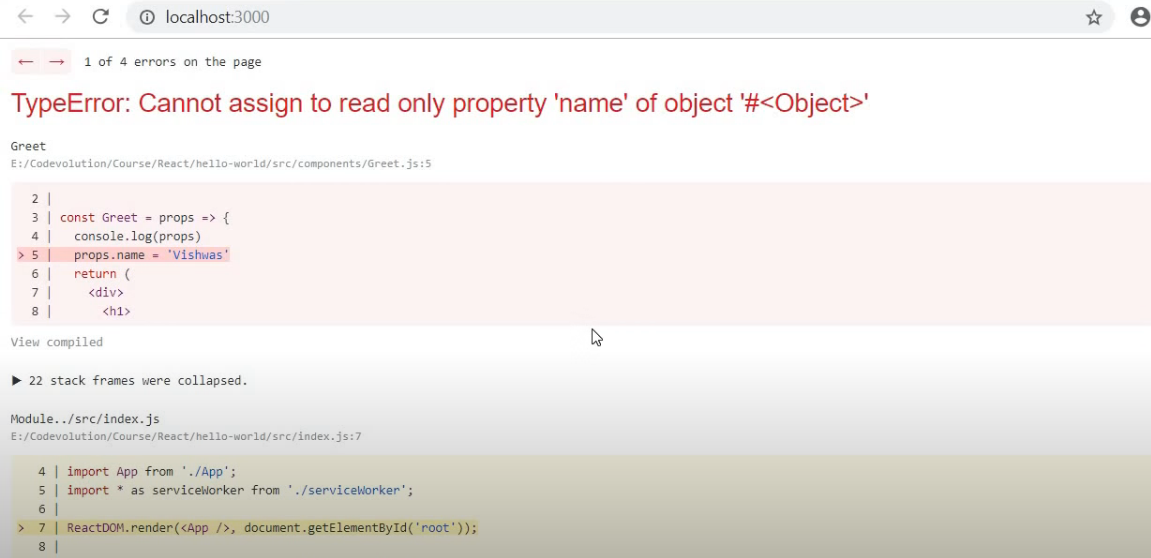 localhost:3000
← → 1 of 4 errors on the page
TypeError: Cannot assign to read only property 'name' of object '#<Object>'
Greet
E:/Codevolution/Course/React/hello-world/src/components/Greet.js:5
2 |
3 | const Greet = props => {
4 |   console.log(props)
> 5 |   props.name = 'Vishwas'
6 |   return (
7 |     <div>
8 |       <h1>
View compiled
▶ 22 stack frames were collapsed.
Module../src/index.js
E:/Codevolution/Course/React/hello-world/src/index.js:7
4 | import App from './App';
5 | import * as serviceWorker from './serviceWorker';
6 |
> 7 | ReactDOM.render(<App />, document.getElementById('root'));
8 |